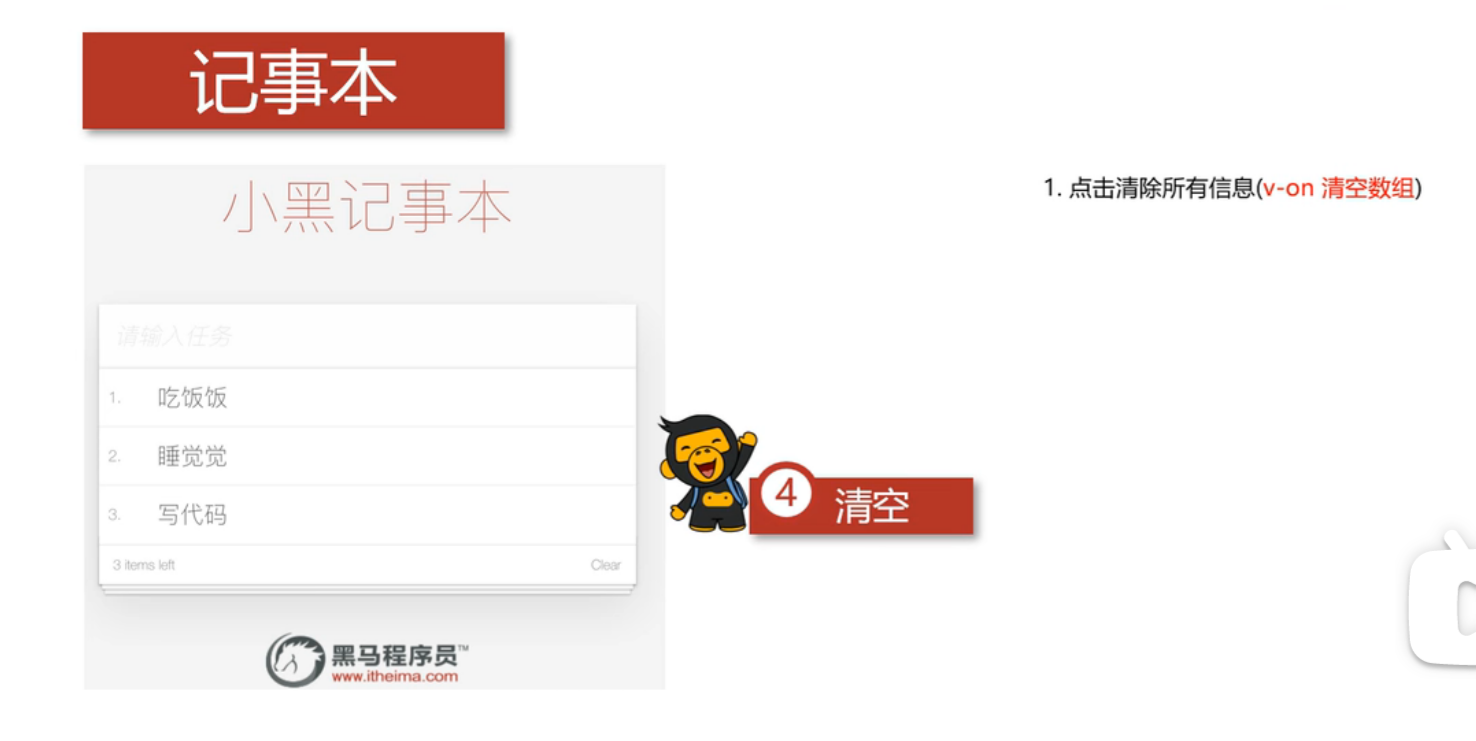 记事本
小黑记事本
1. 点击清除所有信息(v-on 清空数组)
请输入任务
1. 吃饭饭
2. 睡觉觉
3. 写代码
4 清空
3 items left Clear
黑马程序员™
www.itheima.com